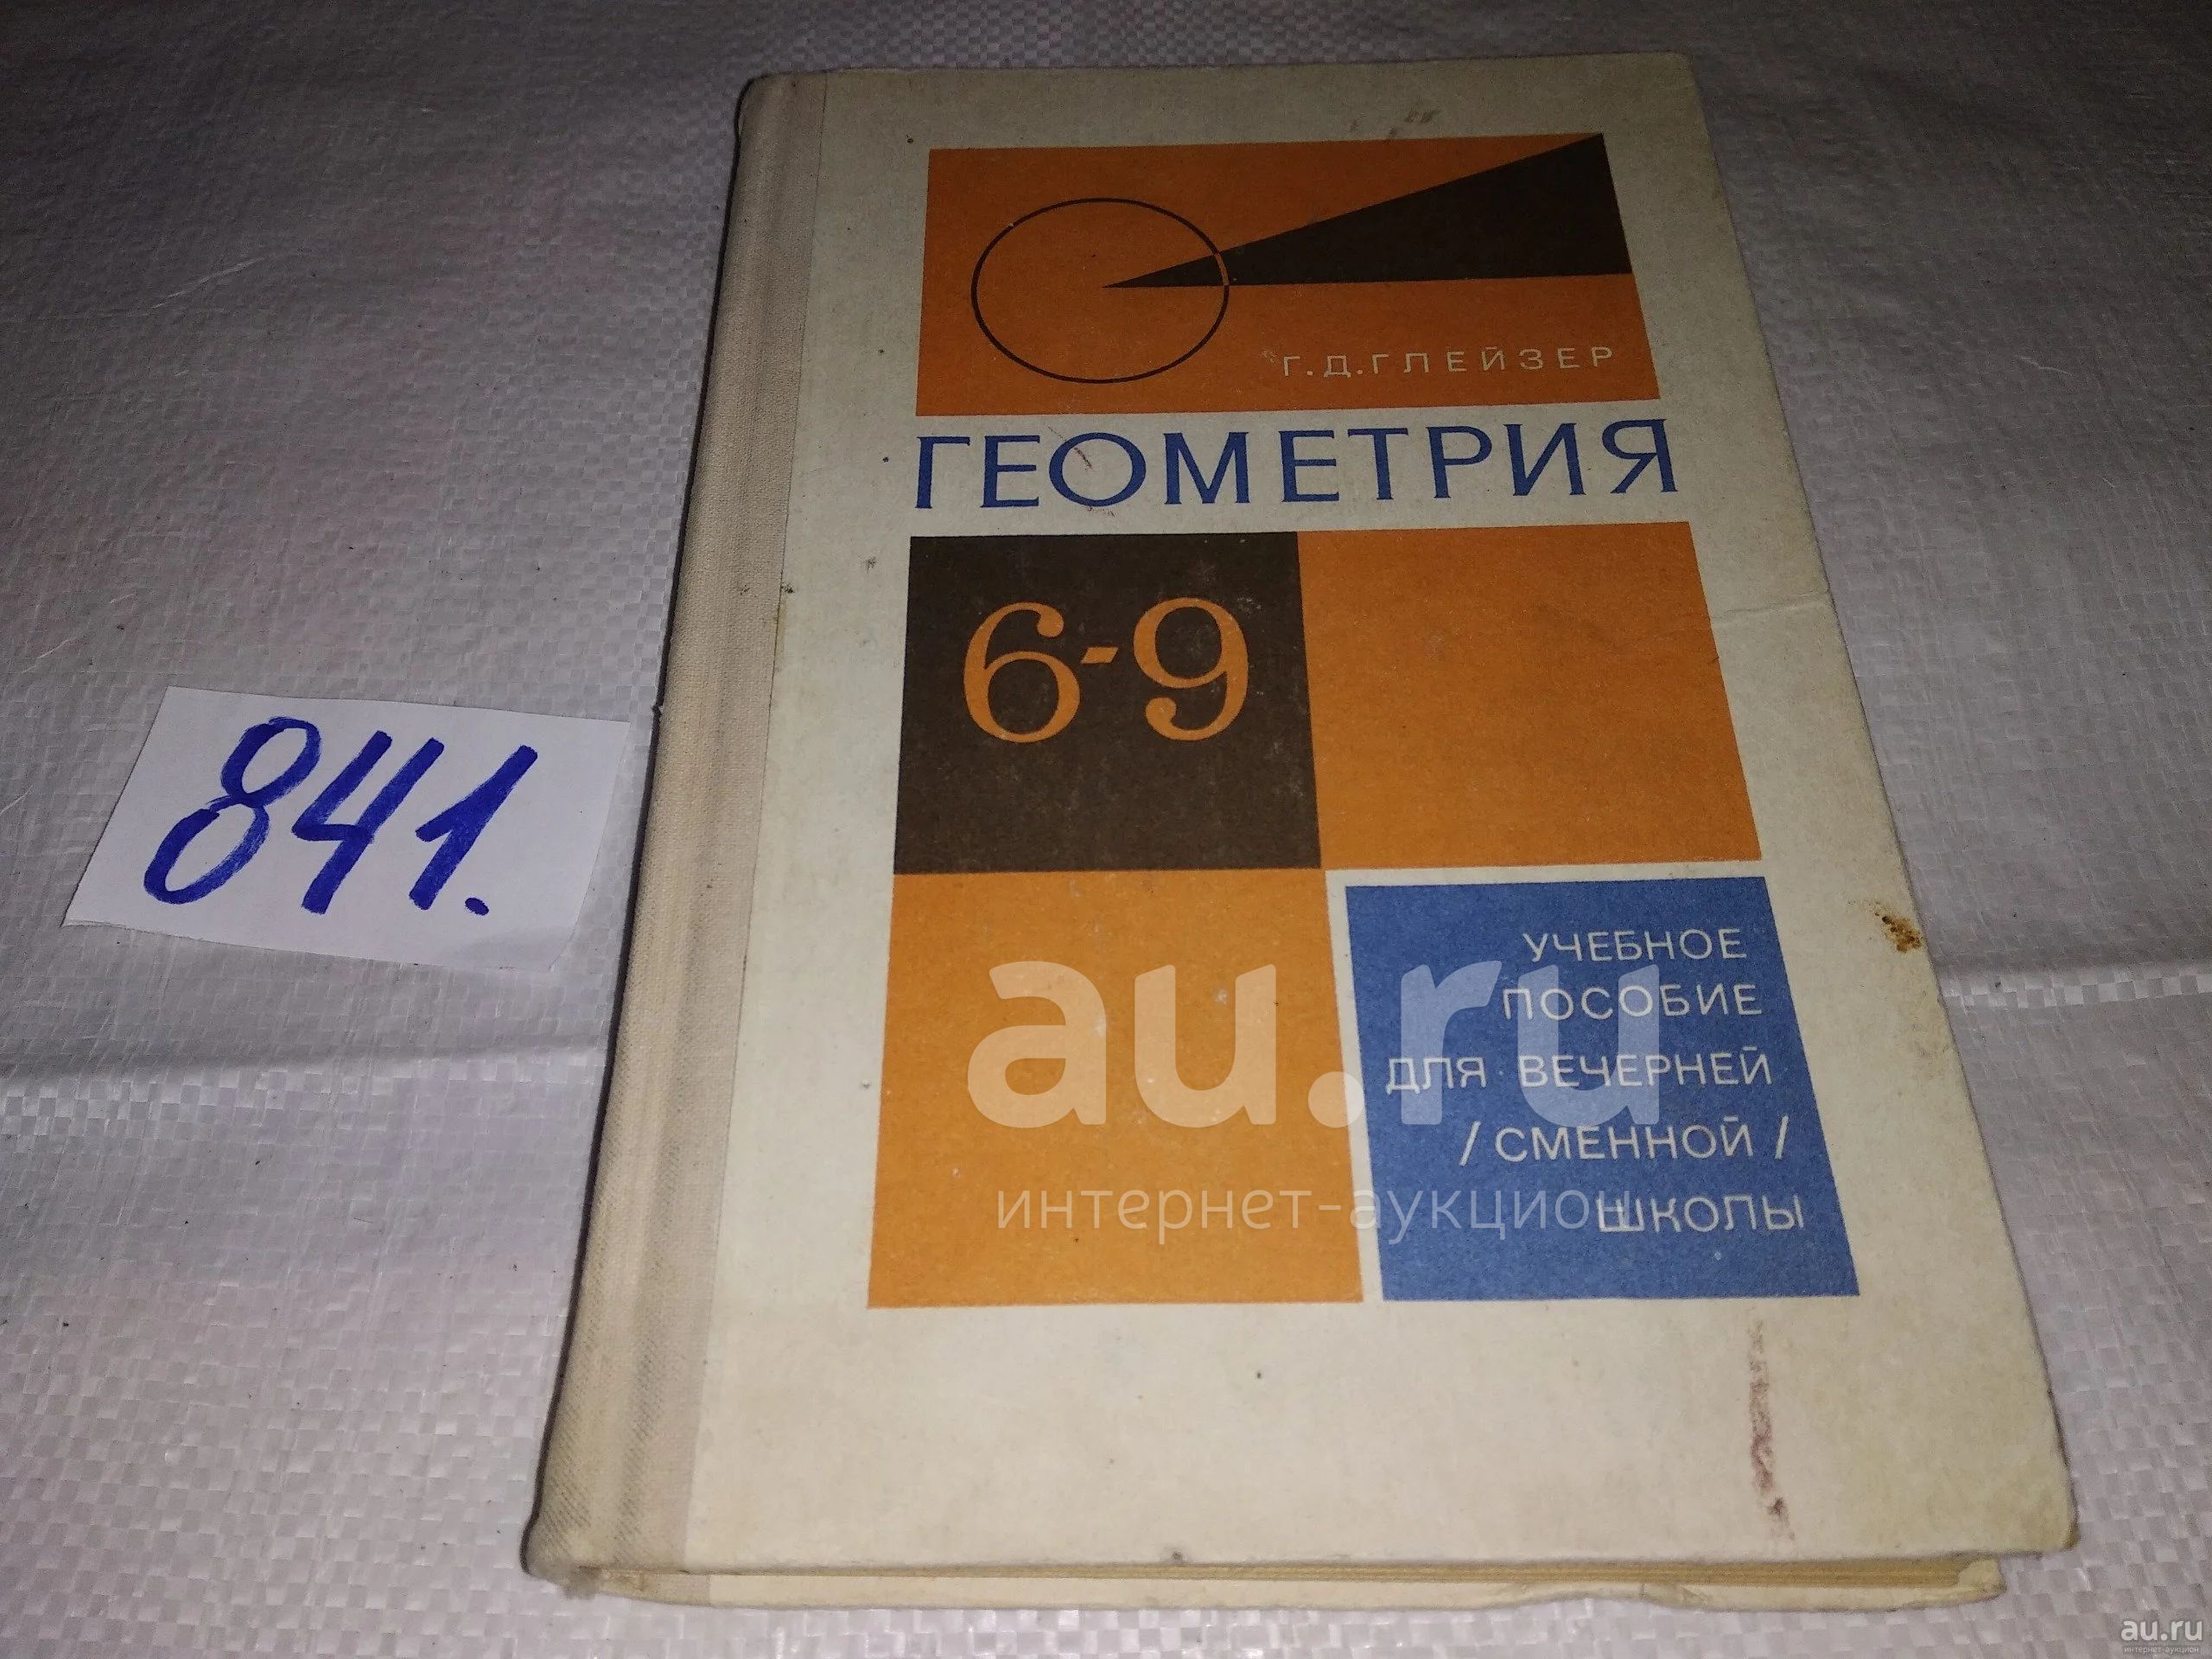 Г.Д.ГЛЕЙЗЕР
ГЕОМЕТРИЯ
6-9
841.
УЧЕБНОЕ
ПОСОБИЕ
ДЛЯ ВЕЧЕРНЕЙ
/СМЕННОЙ/
ШКОЛЫ
au.ru
интернет-аукцион
au.ru
интернет-аукцион